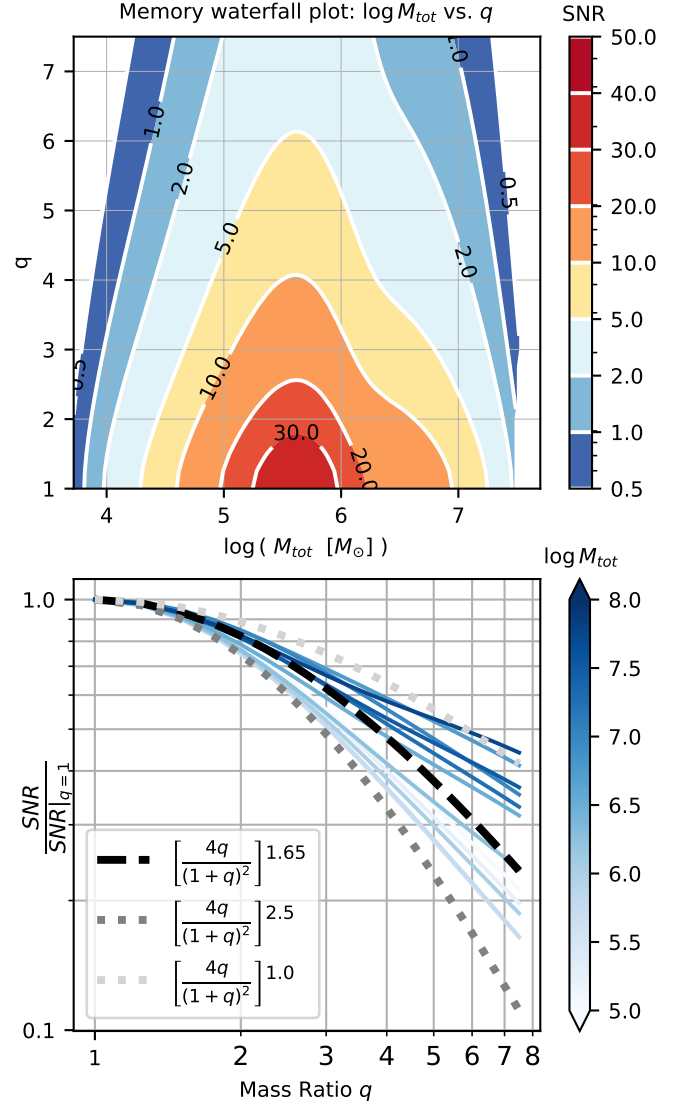 Memory waterfall plot: log M_tot vs. q
SNR
7
6
5
4
3
2
1
q
1.0
2.0
5.0
10.0
0.5
30.0
20.0
1.0
0.5
2.0
50.0
40.0
30.0
20.0
10.0
5.0
2.0
1.0
0.5
4 5 6 7
log ( M_tot [M_⊙] )
log M_tot
1.0
0.1
SNR / SNR|_{q=1}
[4q / (1 + q)^2]^1.65
[4q / (1 + q)^2]^2.5
[4q / (1 + q)^2]^1.0
1 2 3 4 5 6 7 8
Mass Ratio q
8.0
7.5
7.0
6.5
6.0
5.5
5.0